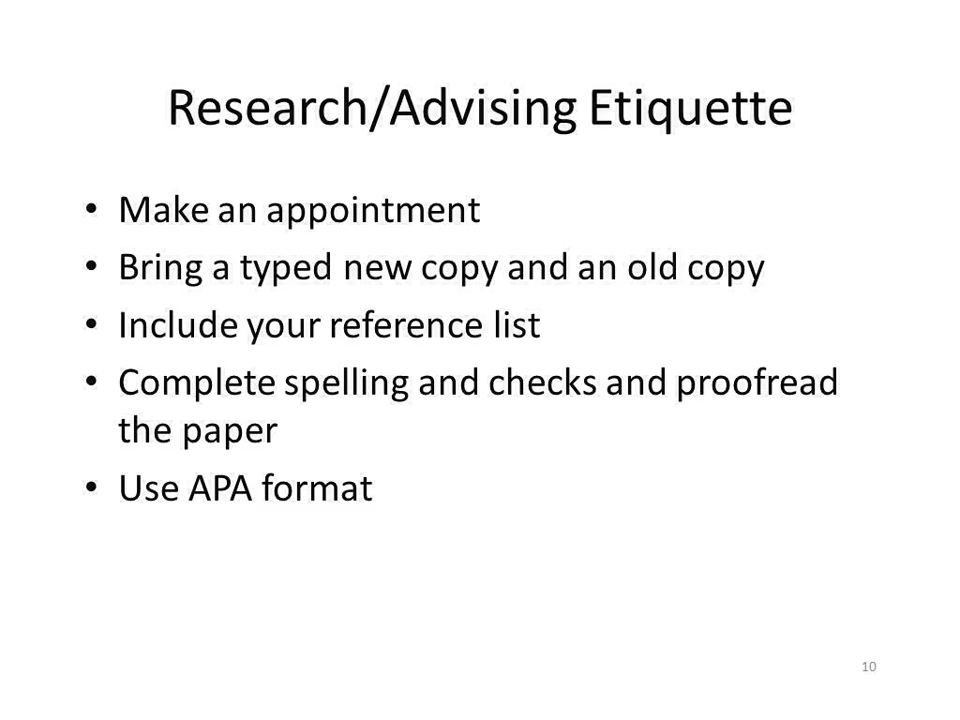 Research/Advising Etiquette
• Make an appointment
• Bring a typed new copy and an old copy
• Include your reference list
• Complete spelling and checks and proofread
the paper
• Use APA format
10